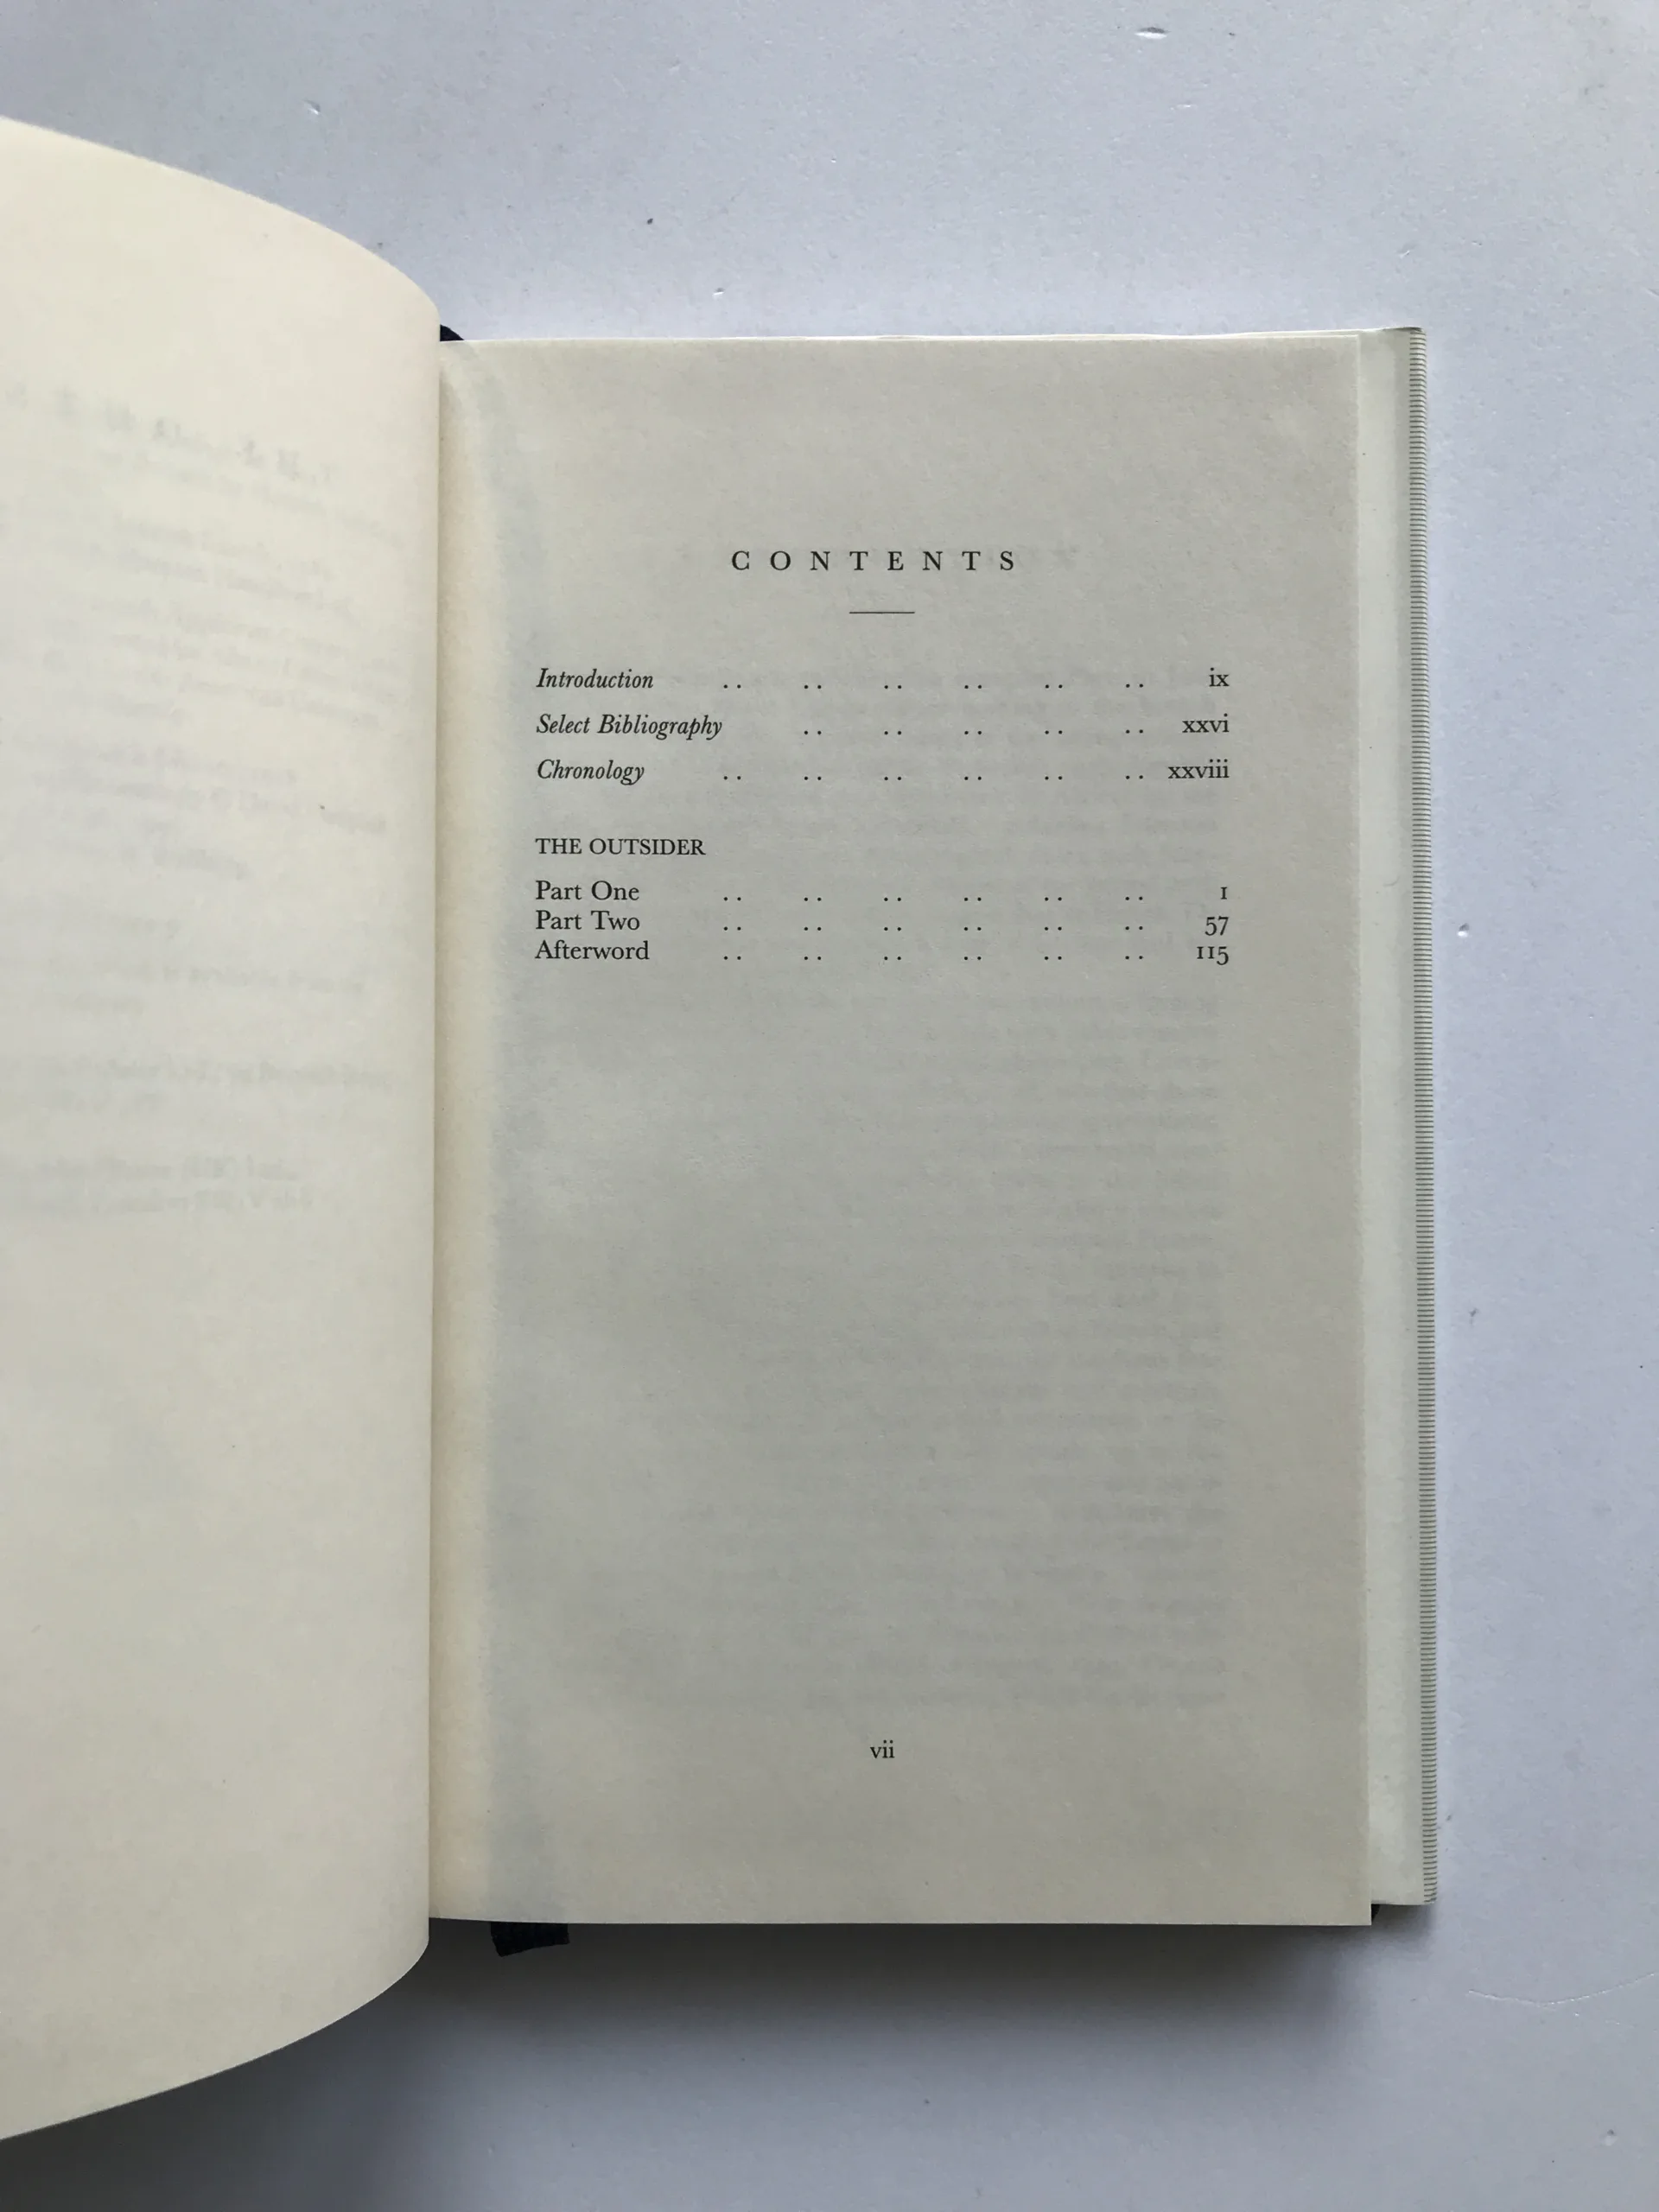 CONTENTS
Introduction .. .. .. .. .. .. ix
Select Bibliography .. .. .. .. .. xxvi
Chronology .. .. .. .. .. .. xxviii
THE OUTSIDER
Part One .. .. .. .. .. .. 1
Part Two .. .. .. .. .. .. 57
Afterword .. .. .. .. .. .. 115
vii